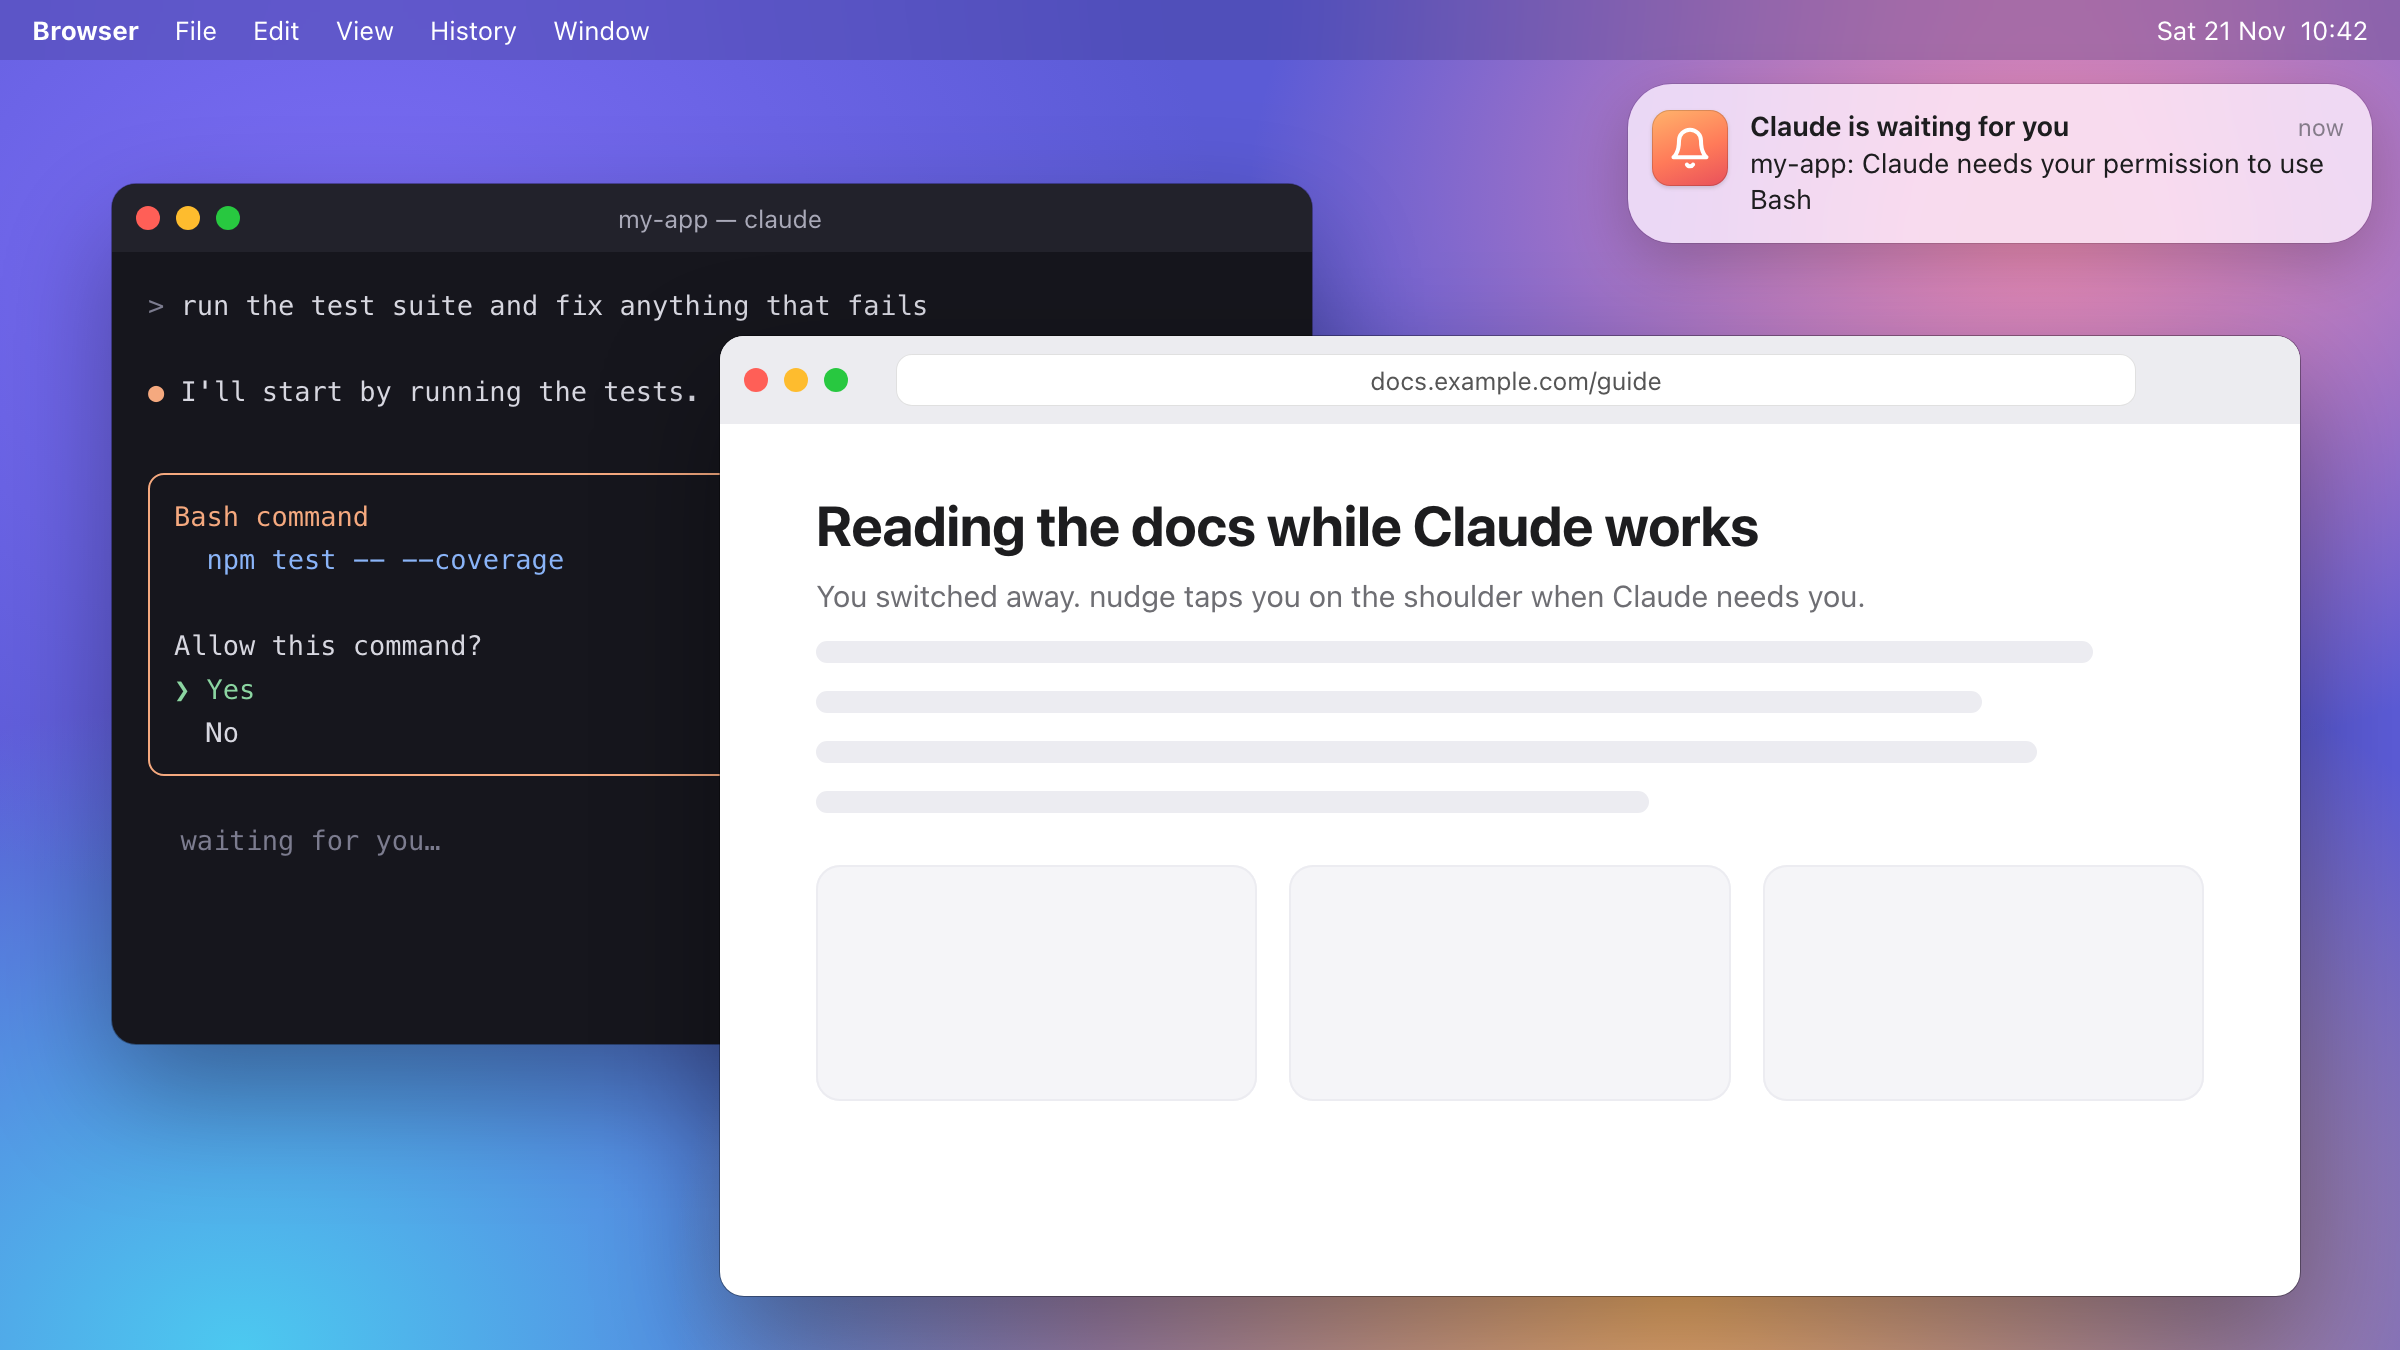 Browser File Edit View History Window Sat 21 Nov 10:42
Claude is waiting for you now
my-app: Claude needs your permission to use
Bash
my-app — claude
> run the test suite and fix anything that fails
● I'll start by running the tests.
Bash command
npm test -- --coverage
Allow this command?
❯ Yes
No
waiting for you…
docs.example.com/guide
Reading the docs while Claude works
You switched away. nudge taps you on the shoulder when Claude needs you.